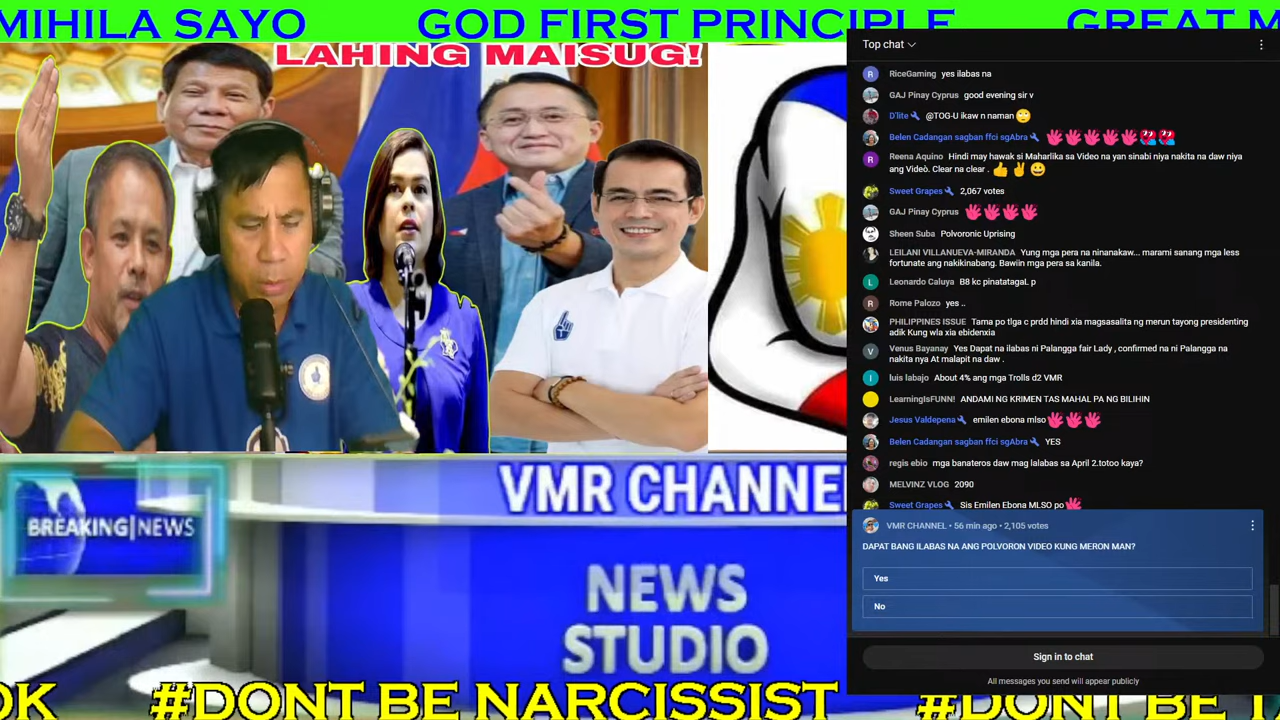 MIHILA SAYO GOD FIRST PRINCIPLE GREAT M
LAHING MAISUG!
BREAKING|NEWS
VMR CHANNE
NEWS
STUDIO
OK #DONT BE NARCISSIST #DONT BE T
Top chat
R RiceGaming yes ilabas na
GAJ Pinay Cyprus good evening sir v
D'lite @TOG-U ikaw n naman 🙄
Belen Cadangan sagban ffci sgAbra
R Reena Aquino Hindi may hawak si Maharlika sa Video na yan sinabi niya nakita na daw niya
ang Videò. Clear na clear . 👍✌😀
Sweet Grapes 2,067 votes
GAJ Pinay Cyprus
Sheen Suba Polvoronic Uprising
LEILANI VILLANUEVA-MIRANDA Yung mga pera na ninanakaw... marami sanang mga less
fortunate ang nakikinabang. Bawiin mga pera sa kanila.
L Leonardo Caluya B8 kc pinatatagaL p
R Rome Palozo yes ..
PHILIPPINES ISSUE Tama po tlga c prdd hindi xia magsasalita ng merun tayong presidenting
adik Kung wla xia ebidenxia
V Venus Bayanay Yes Dapat na ilabas ni Palangga fair Lady , confirmed na ni Palangga na
nakita nya At malapit na daw .
l luis labajo About 4% ang mga Trolls d2 VMR
LearningIsFUNN! ANDAMI NG KRIMEN TAS MAHAL PA NG BILIHIN
Jesus Valdepena emilen ebona mlso
Belen Cadangan sagban ffci sgAbra YES
regis ebio mga banateros daw mag lalabas sa April 2.totoo kaya?
MELVINZ VLOG 2090
Sweet Grapes Sis Emilen Ebona MLSO po
VMR CHANNEL • 56 min ago • 2,105 votes
DAPAT BANG ILABAS NA ANG POLVORON VIDEO KUNG MERON MAN?
Yes
No
Sign in to chat
All messages you send will appear publicly